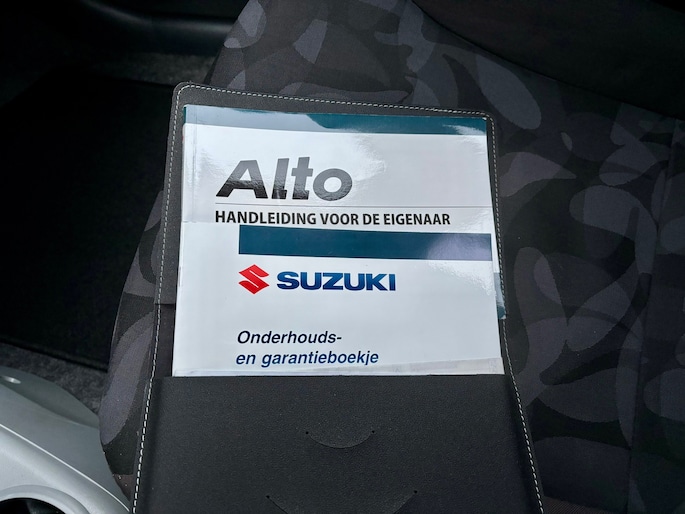 Alto
HANDLEIDING VOOR DE EIGENAAR
SUZUKI
Onderhouds-
en garantieboekje